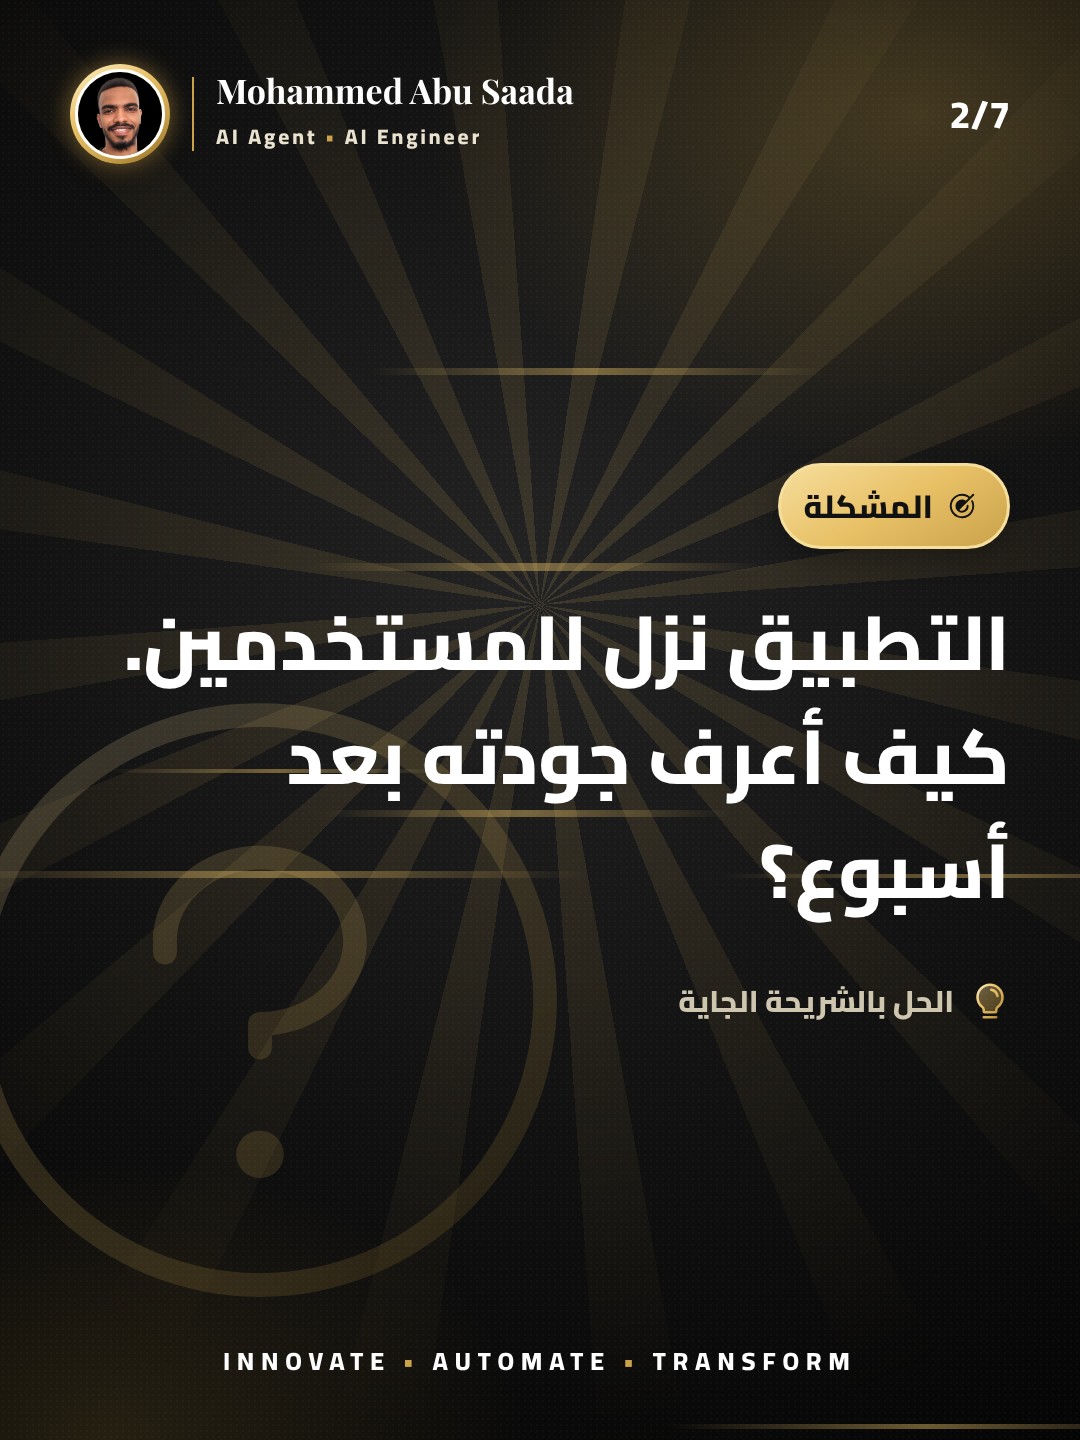 Mohammed Abu Saada
AI Agent ▪ AI Engineer
2/7
المشكلة
التطبيق نزل للمستخدمين.
كيف أعرف جودته بعد
أسبوع؟
الحل بالشريحة الجاية
INNOVATE ▪ AUTOMATE ▪ TRANSFORM